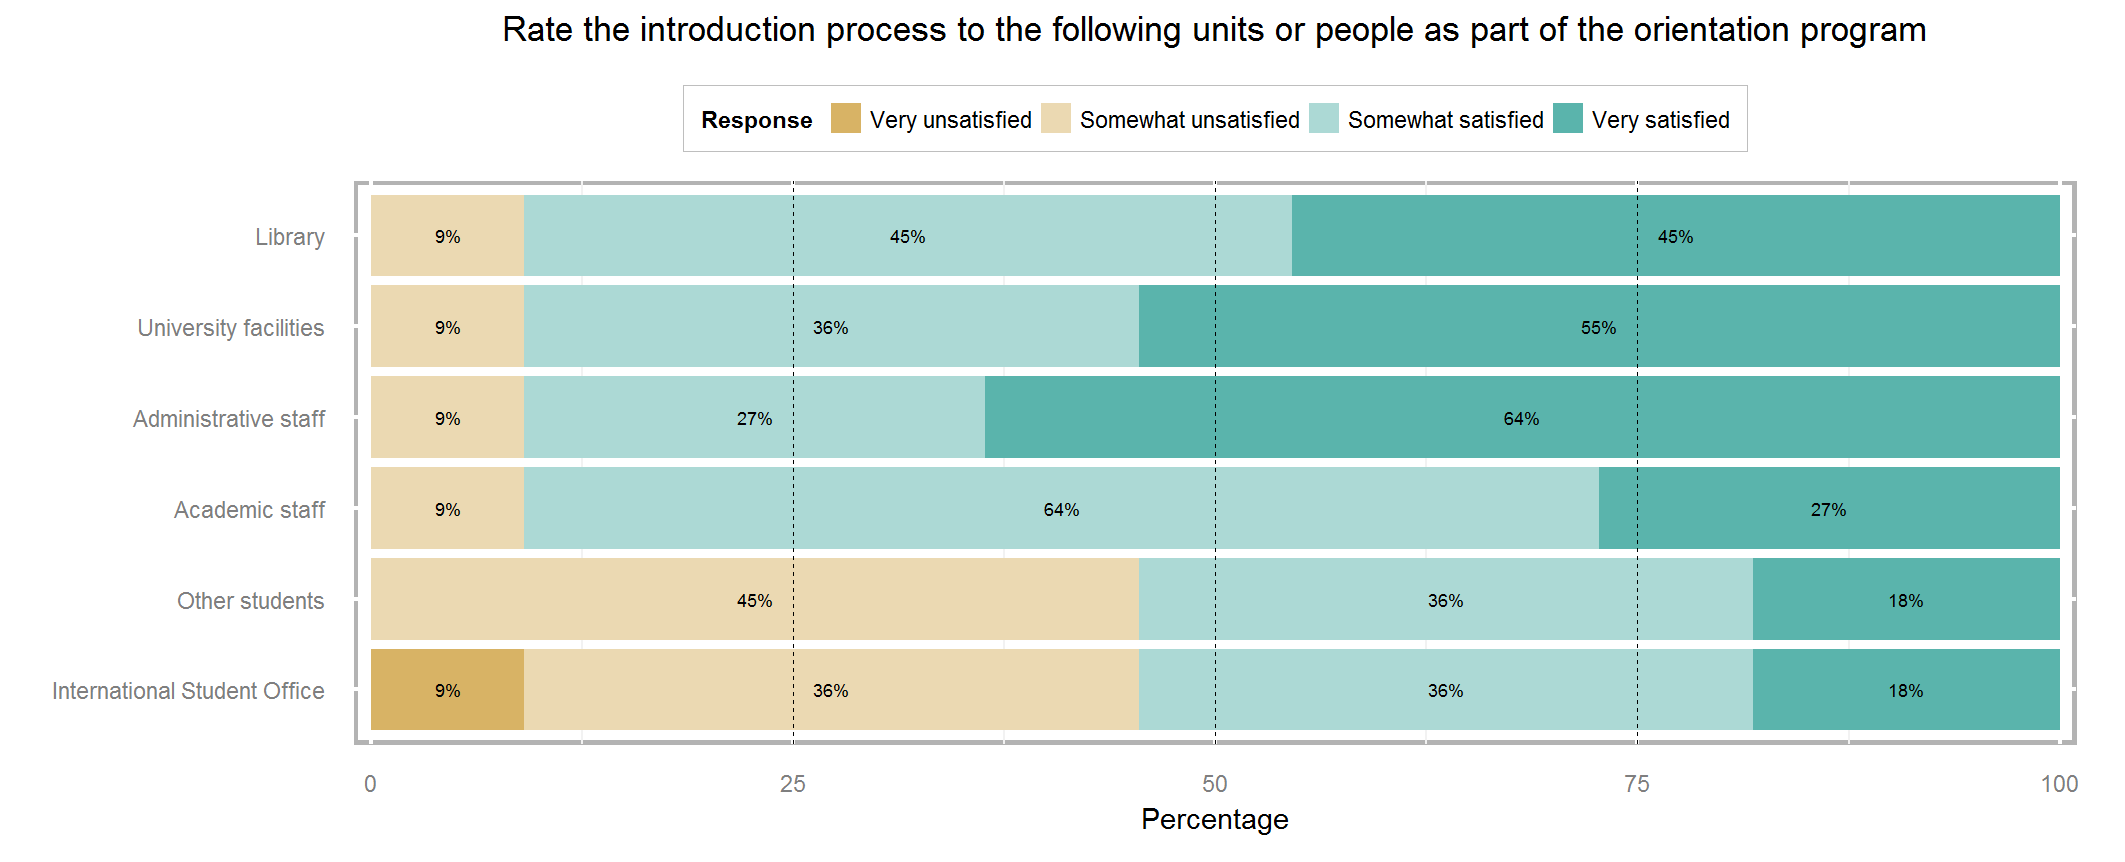 Rate the introduction process to the following units or people as part of the orientation program
Response Very unsatisfied Somewhat unsatisfied Somewhat satisfied Very satisfied
Library 9% 45% 45%
University facilities 9% 36% 55%
Administrative staff 9% 27% 64%
Academic staff 9% 64% 27%
Other students 45% 36% 18%
International Student Office 9% 36% 36% 18%
0 25 50 75 100
Percentage